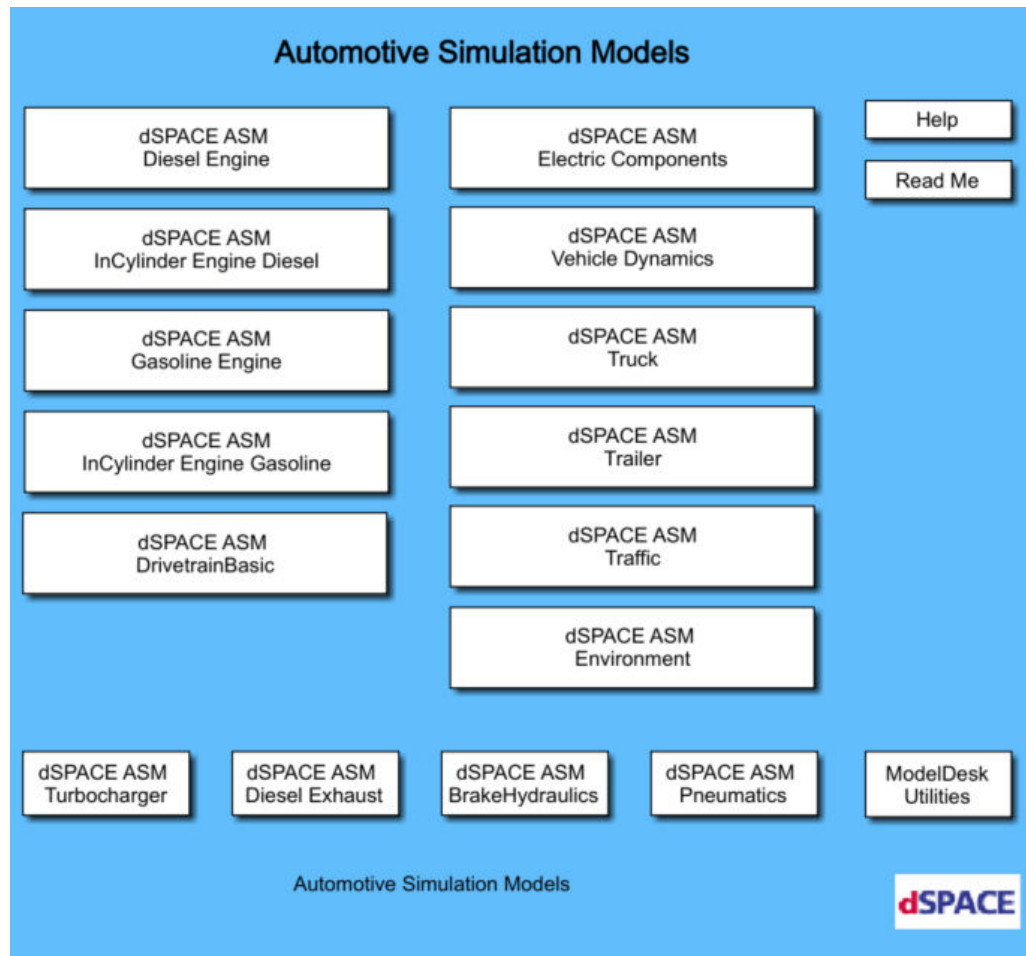 Automotive Simulation Models
dSPACE ASM
Diesel Engine
dSPACE ASM
InCylinder Engine Diesel
dSPACE ASM
Gasoline Engine
dSPACE ASM
InCylinder Engine Gasoline
dSPACE ASM
DrivetrainBasic
dSPACE ASM
Electric Components
dSPACE ASM
Vehicle Dynamics
dSPACE ASM
Truck
dSPACE ASM
Trailer
dSPACE ASM
Traffic
dSPACE ASM
Environment
Help
Read Me
dSPACE ASM
Turbocharger
dSPACE ASM
Diesel Exhaust
dSPACE ASM
BrakeHydraulics
dSPACE ASM
Pneumatics
ModelDesk
Utilities
Automotive Simulation Models
dSPACE